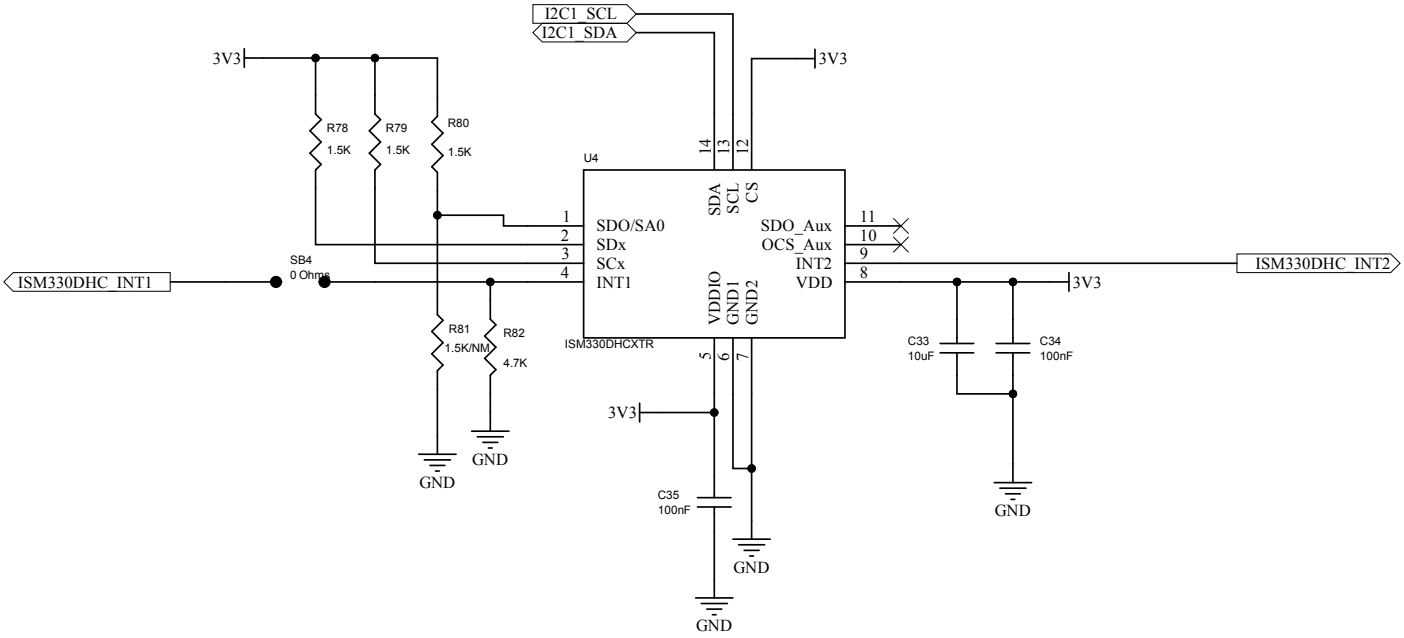 I2C1_SCL
I2C1_SDA
3V3
3V3
R78
1.5K
R79
1.5K
R80
1.5K
14
13
12
U4
SDA
SCL
CS
1
SDO/SA0
2
SDx
3
SCx
4
INT1
SDO_Aux
11
OCS_Aux
10
INT2
9
VDD
8
SB4
0 Ohms
ISM330DHC_INT1
ISM330DHC_INT2
3V3
VDDIO
GND1
GND2
R81
1.5K/NM
R82
4.7K
ISM330DHCXTR
5
6
7
C33
10uF
C34
100nF
3V3
GND
GND
C35
100nF
GND
GND
GND